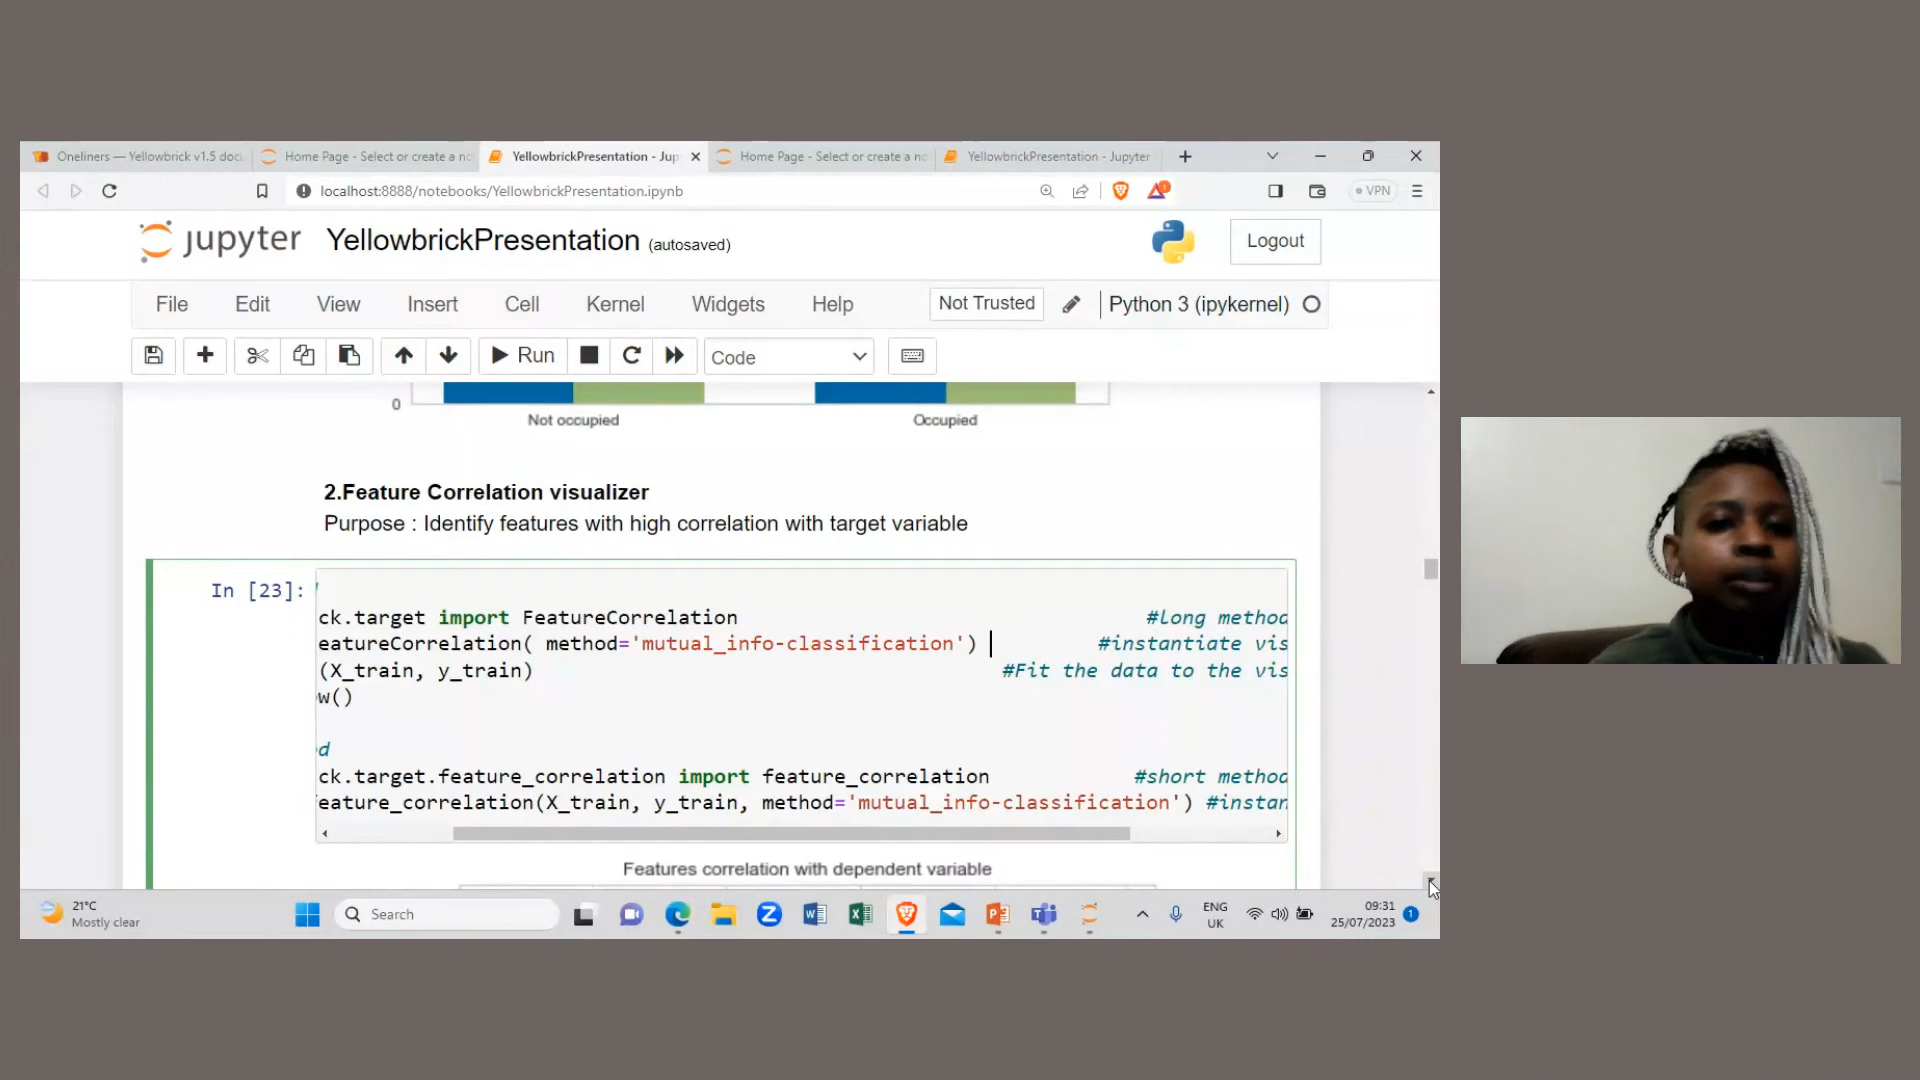 Oneliners — Yellowbrick v1.5 doc
Home Page - Select or create a no
YellowbrickPresentation - Jup
Home Page - Select or create a no
YellowbrickPresentation - Jupyter
localhost:8888/notebooks/YellowbrickPresentation.ipynb
VPN
jupyter YellowbrickPresentation (autosaved)
Logout
File Edit View Insert Cell Kernel Widgets Help
Not Trusted
Python 3 (ipykernel)
Run
Code
0
Not occupied
Occupied
2.Feature Correlation visualizer
Purpose : Identify features with high correlation with target variable
In [23]:
ck.target import FeatureCorrelation #long method
eatureCorrelation( method='mutual_info-classification') #instantiate vis
(X_train, y_train) #Fit the data to the vis
w()
d
ck.target.feature_correlation import feature_correlation #short method
feature_correlation(X_train, y_train, method='mutual_info-classification') #instan
Features correlation with dependent variable
21°C
Mostly clear
Search
ENG
UK
09:31
25/07/2023
1